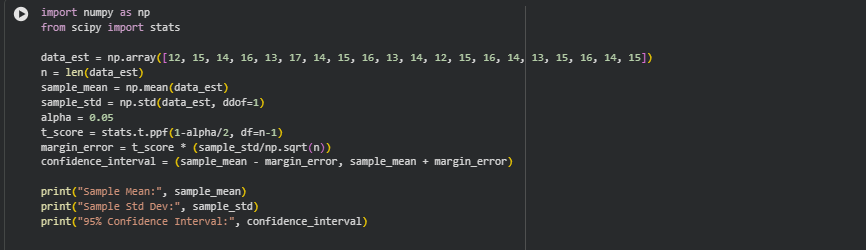 import numpy as np
from scipy import stats

data_est = np.array([12, 15, 14, 16, 13, 17, 14, 15, 16, 13, 14, 12, 15, 16, 14, 13, 15, 16, 14, 15])
n = len(data_est)
sample_mean = np.mean(data_est)
sample_std = np.std(data_est, ddof=1)
alpha = 0.05
t_score = stats.t.ppf(1-alpha/2, df=n-1)
margin_error = t_score * (sample_std/np.sqrt(n))
confidence_interval = (sample_mean - margin_error, sample_mean + margin_error)

print("Sample Mean:", sample_mean)
print("Sample Std Dev:", sample_std)
print("95% Confidence Interval:", confidence_interval)